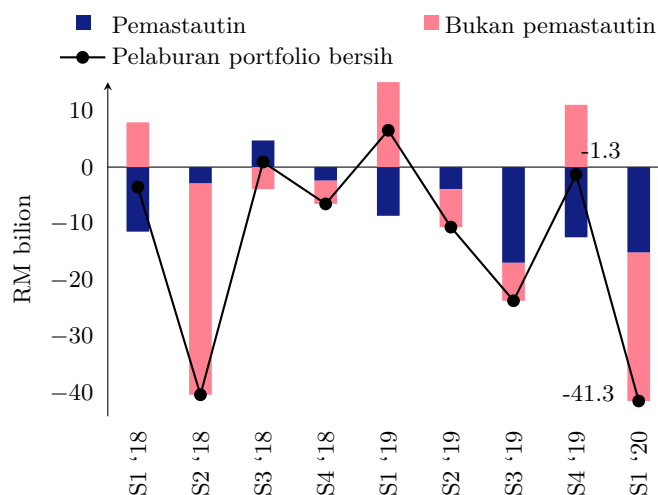 Pemastautin
Bukan pemastautin
Pelaburan portfolio bersih
10
0
−10
−20
−30
−40
RM bilion
-1.3
-41.3
S1 ‘18
S2 ‘18
S3 ‘18
S4 ‘18
S1 ‘19
S2 ‘19
S3 ‘19
S4 ‘19
S1 ‘20